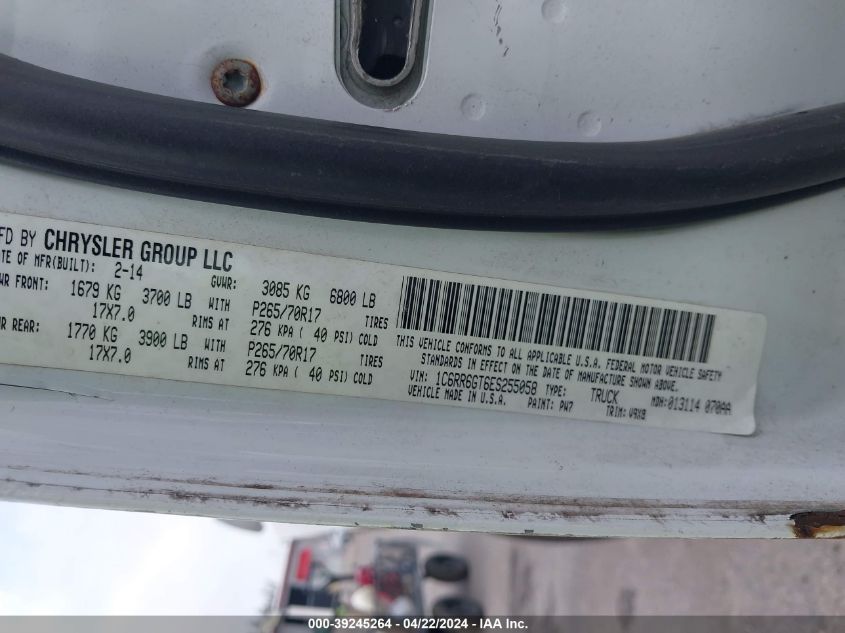 FD BY CHRYSLER GROUP LLC
TE OF MFR(BUILT): 2-14 GVWR: 3085 KG 6800 LB
WR FRONT: 1679 KG 3700 LB WITH P265/70R17 TIRES
17X7.0 RIMS AT 276 KPA ( 40 PSI) COLD
R REAR: 1770 KG 3900 LB WITH P265/70R17 TIRES
17X7.0 RIMS AT 276 KPA ( 40 PSI) COLD
THIS VEHICLE CONFORMS TO ALL APPLICABLE U.S.A. FEDERAL MOTOR VEHICLE SAFETY
STANDARDS IN EFFECT ON THE DATE OF MANUFACTURE SHOWN ABOVE.
VIN: 1C6RR6GT6ES255058 TYPE: TRUCK MDH:013114 070AA
VEHICLE MADE IN U.S.A. PAINT: PW7 TRIM: V9X8
000-39245264 - 04/22/2024 - IAA Inc.